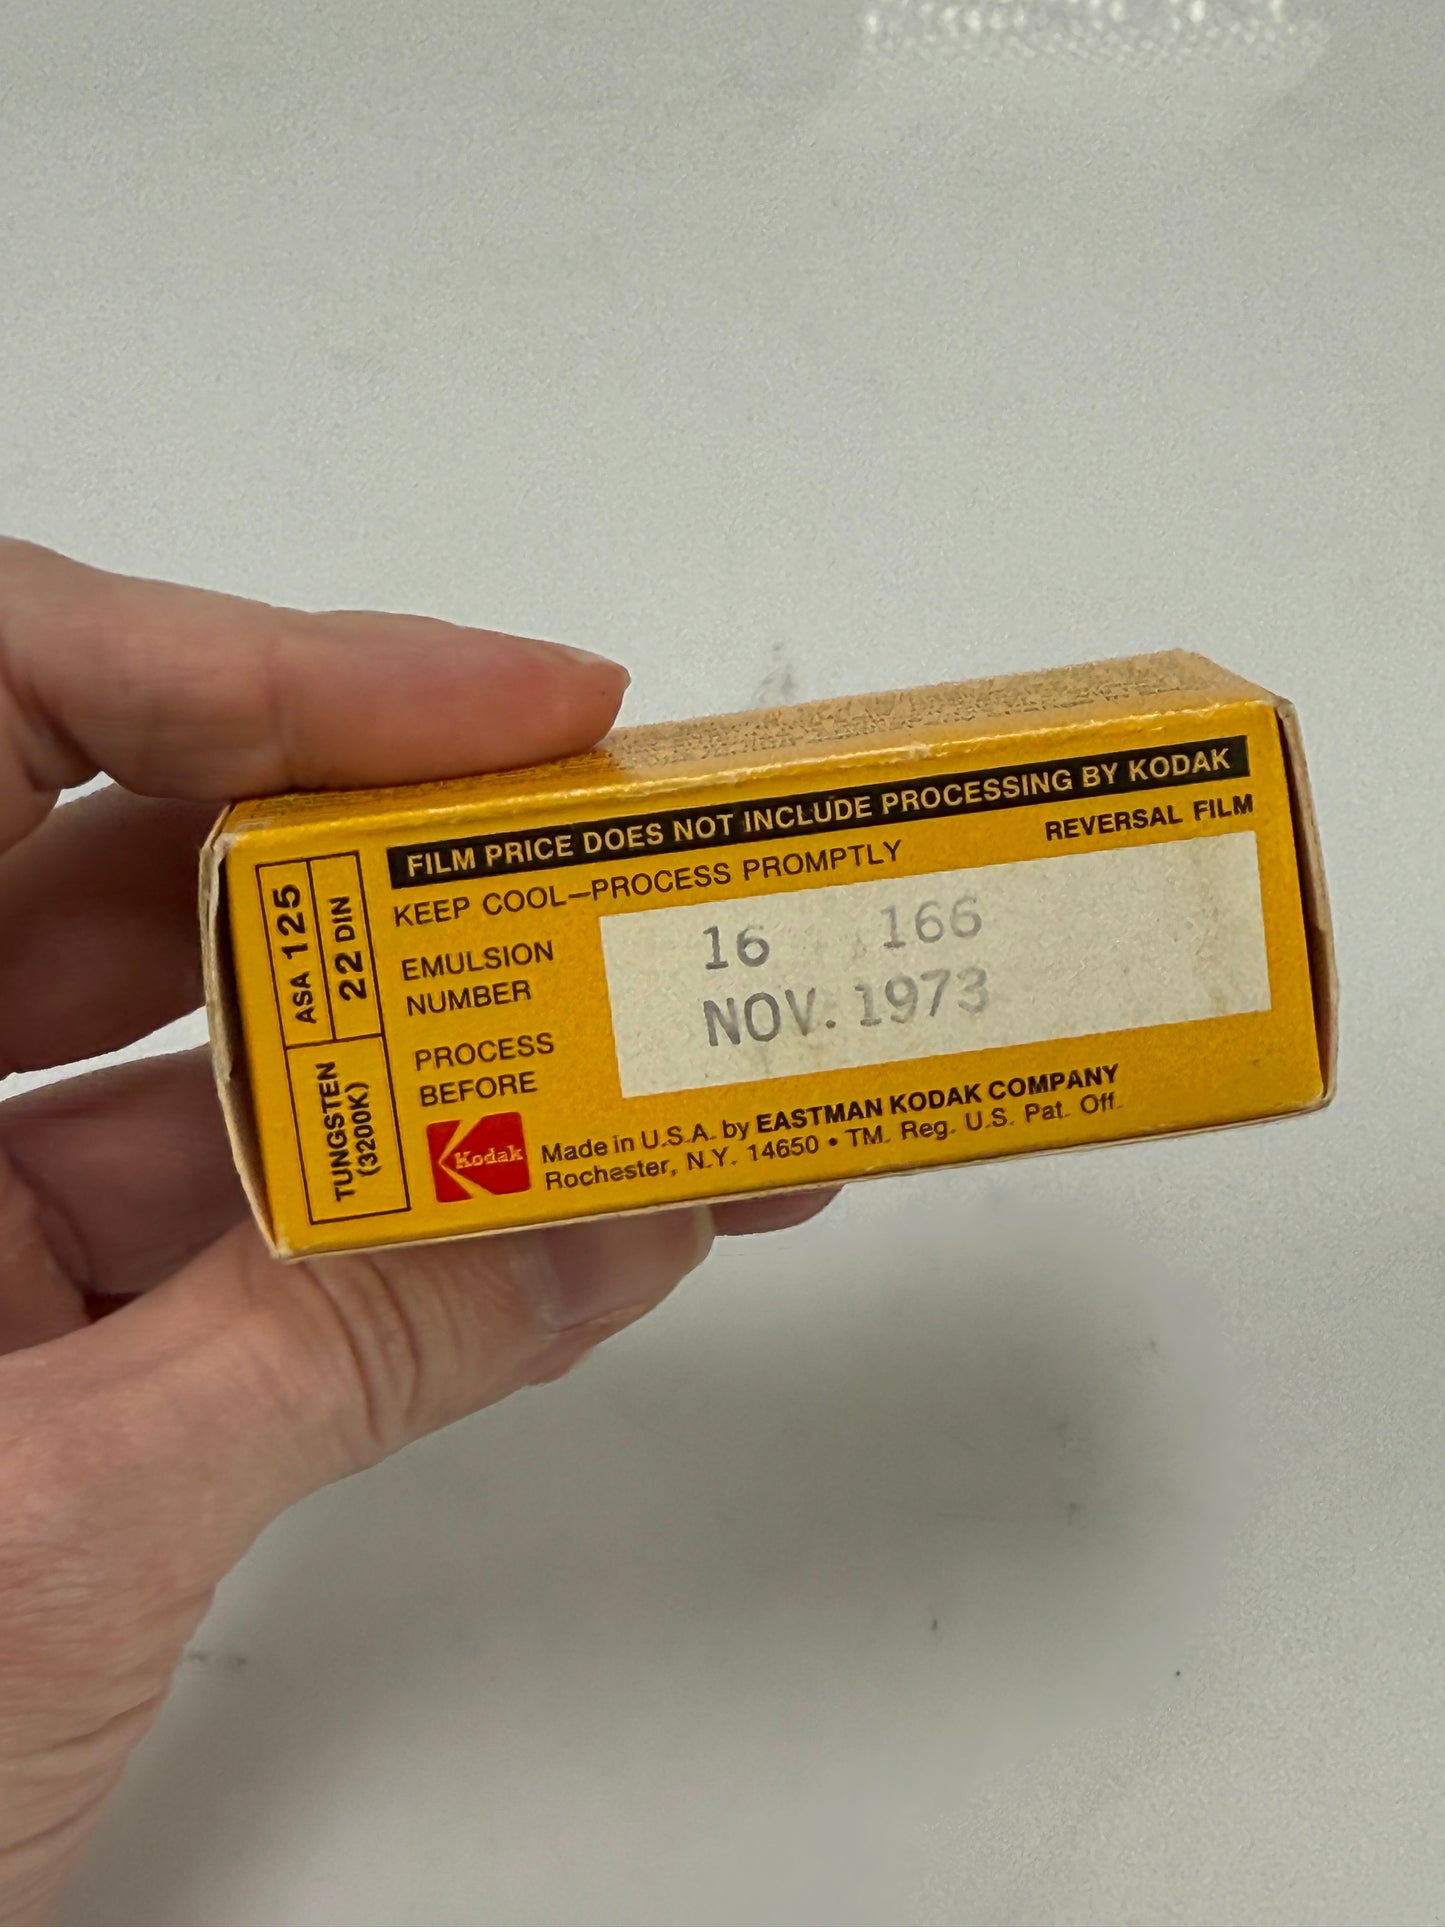 FILM PRICE DOES NOT INCLUDE PROCESSING BY KODAK
KEEP COOL—PROCESS PROMPTLY
REVERSAL FILM
EMULSION
NUMBER
16 166
PROCESS
BEFORE
NOV. 1973
Kodak
Made in U.S.A. by EASTMAN KODAK COMPANY
Rochester, N.Y. 14650 • TM. Reg. U.S. Pat. Off.
ASA 125
22 DIN
TUNGSTEN
(3200K)